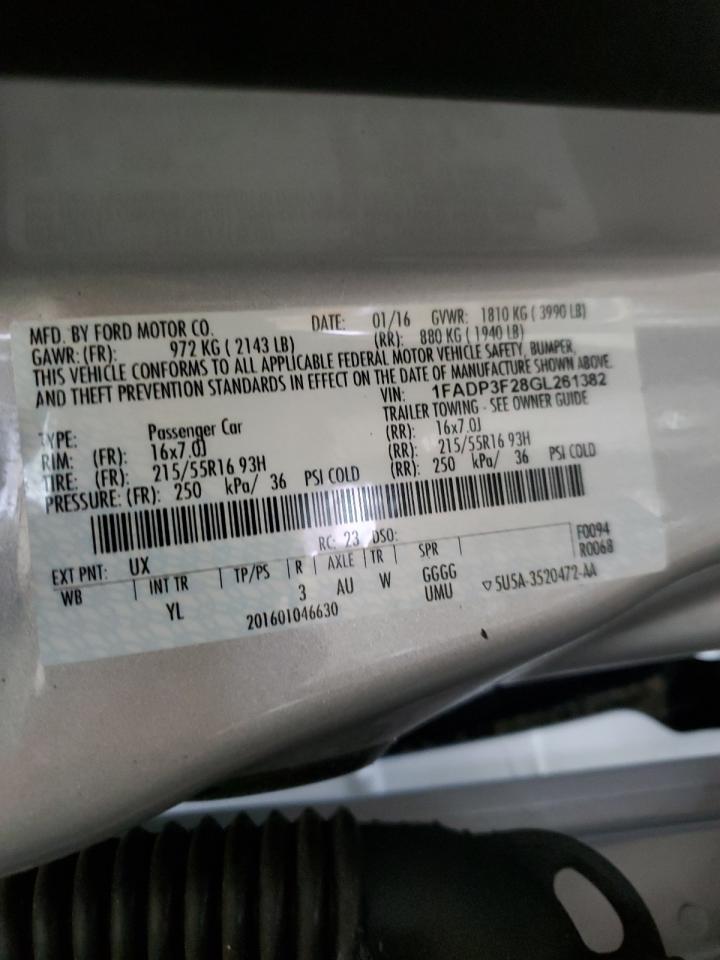 MFD. BY FORD MOTOR CO. DATE: 01/16 GVWR: 1810 KG ( 3990 LB)
GAWR: (FR): 972 KG ( 2143 LB) (RR): 880 KG ( 1940 LB)
THIS VEHICLE CONFORMS TO ALL APPLICABLE FEDERAL MOTOR VEHICLE SAFETY, BUMPER,
AND THEFT PREVENTION STANDARDS IN EFFECT ON THE DATE OF MANUFACTURE SHOWN ABOVE.
VIN: 1FADP3F28GL261382
TRAILER TOWING - SEE OWNER GUIDE
TYPE: Passenger Car
RIM: (FR): 16x7.0J (RR): 16x7.0J
TIRE: (FR): 215/55R16 93H (RR): 215/55R16 93H
PRESSURE: (FR): 250 kPa/ 36 PSI COLD (RR): 250 kPa/ 36 PSI COLD
RC: 23 DSO:
F0094
R0068
EXT PNT: UX
WB INT TR TP/PS R AXLE TR SPR
YL 3 AU W GGGG
UMU
201601046630
5U5A-3520472-AA